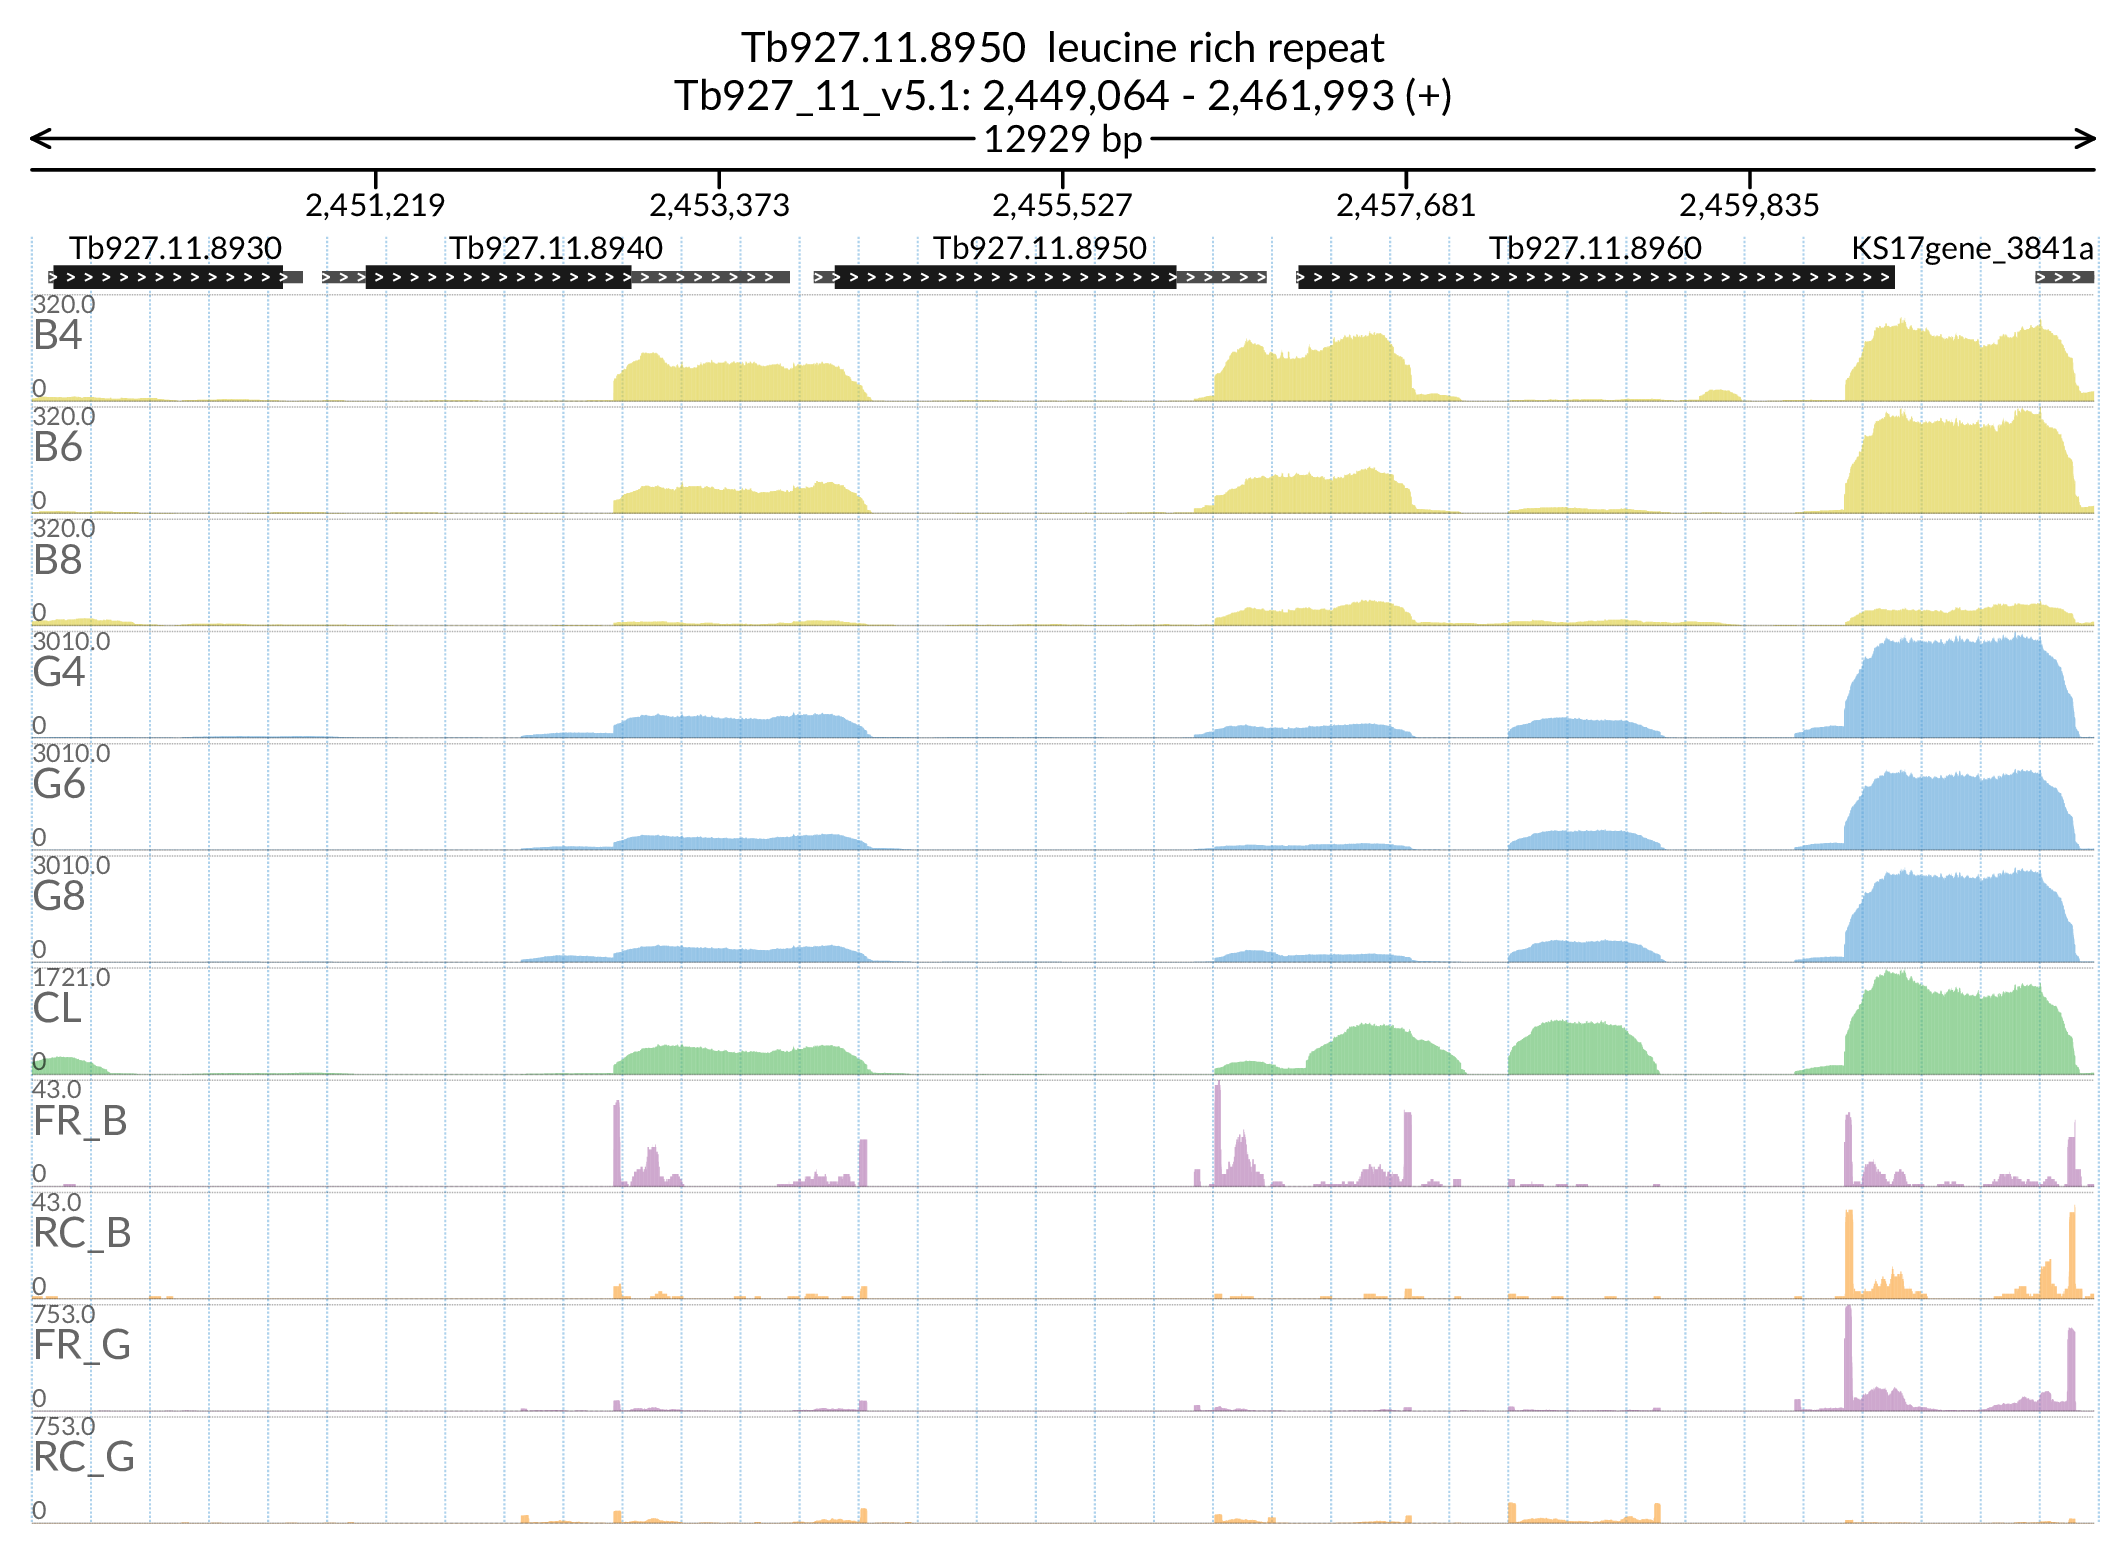 Tb927.11.8950 leucine rich repeat
Tb927_11_v5.1: 2,449,064 - 2,461,993 (+)
12929 bp
2,451,219 2,453,373 2,455,527 2,457,681 2,459,835
Tb927.11.8930 Tb927.11.8940 Tb927.11.8950 Tb927.11.8960 KS17gene_3841a
320.0
B4
0
320.0
B6
0
320.0
B8
0
3010.0
G4
0
3010.0
G6
0
3010.0
G8
0
1721.0
CL
0
43.0
FR_B
0
43.0
RC_B
0
753.0
FR_G
0
753.0
RC_G
0